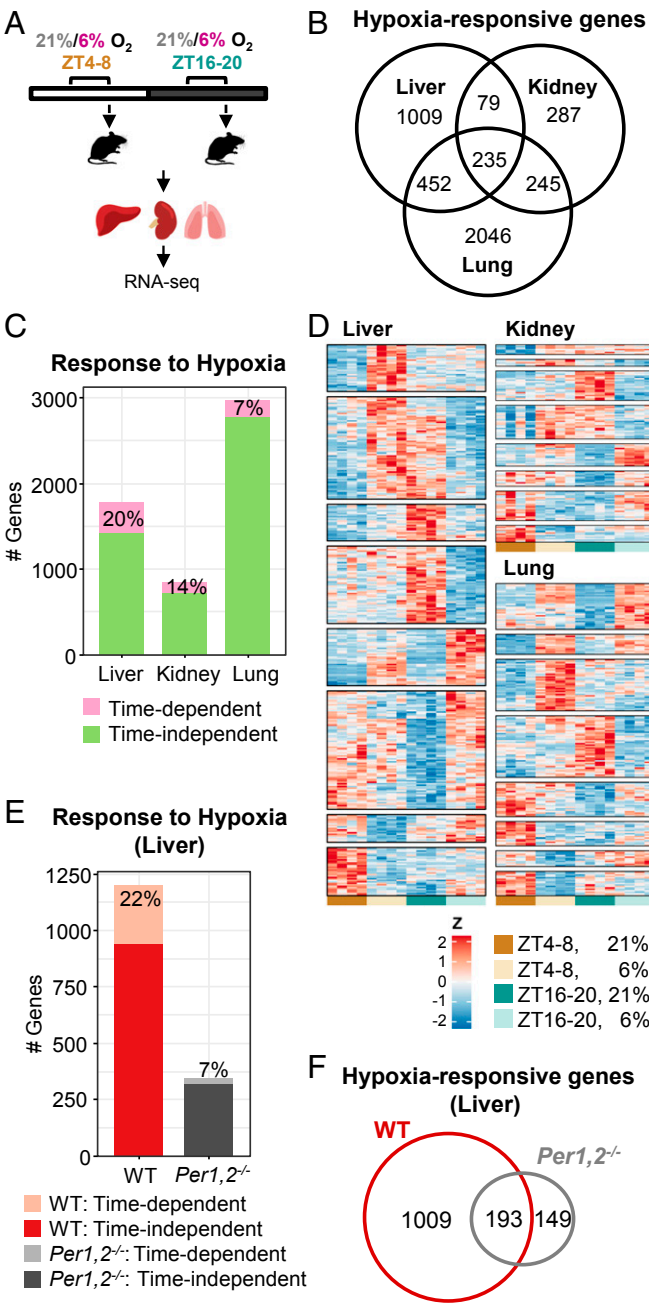 A
21%/6% O2
21%/6% O2
ZT4-8
ZT16-20
RNA-seq
B
Hypoxia-responsive genes
Liver
1009
79
Kidney
287
235
452
245
2046
Lung
C
Response to Hypoxia
# Genes
3000
2000
1000
0
20%
14%
7%
Liver
Kidney
Lung
Time-dependent
Time-independent
D
Liver
Kidney
Lung
z
2
1
0
-1
-2
ZT4-8, 21%
ZT4-8, 6%
ZT16-20, 21%
ZT16-20, 6%
E
Response to Hypoxia
(Liver)
# Genes
1250
1000
750
500
250
0
22%
7%
WT
Per1,2-/-
WT: Time-dependent
WT: Time-independent
Per1,2-/-: Time-dependent
Per1,2-/-: Time-independent
F
Hypoxia-responsive genes
(Liver)
WT
Per1,2-/-
1009
193
149